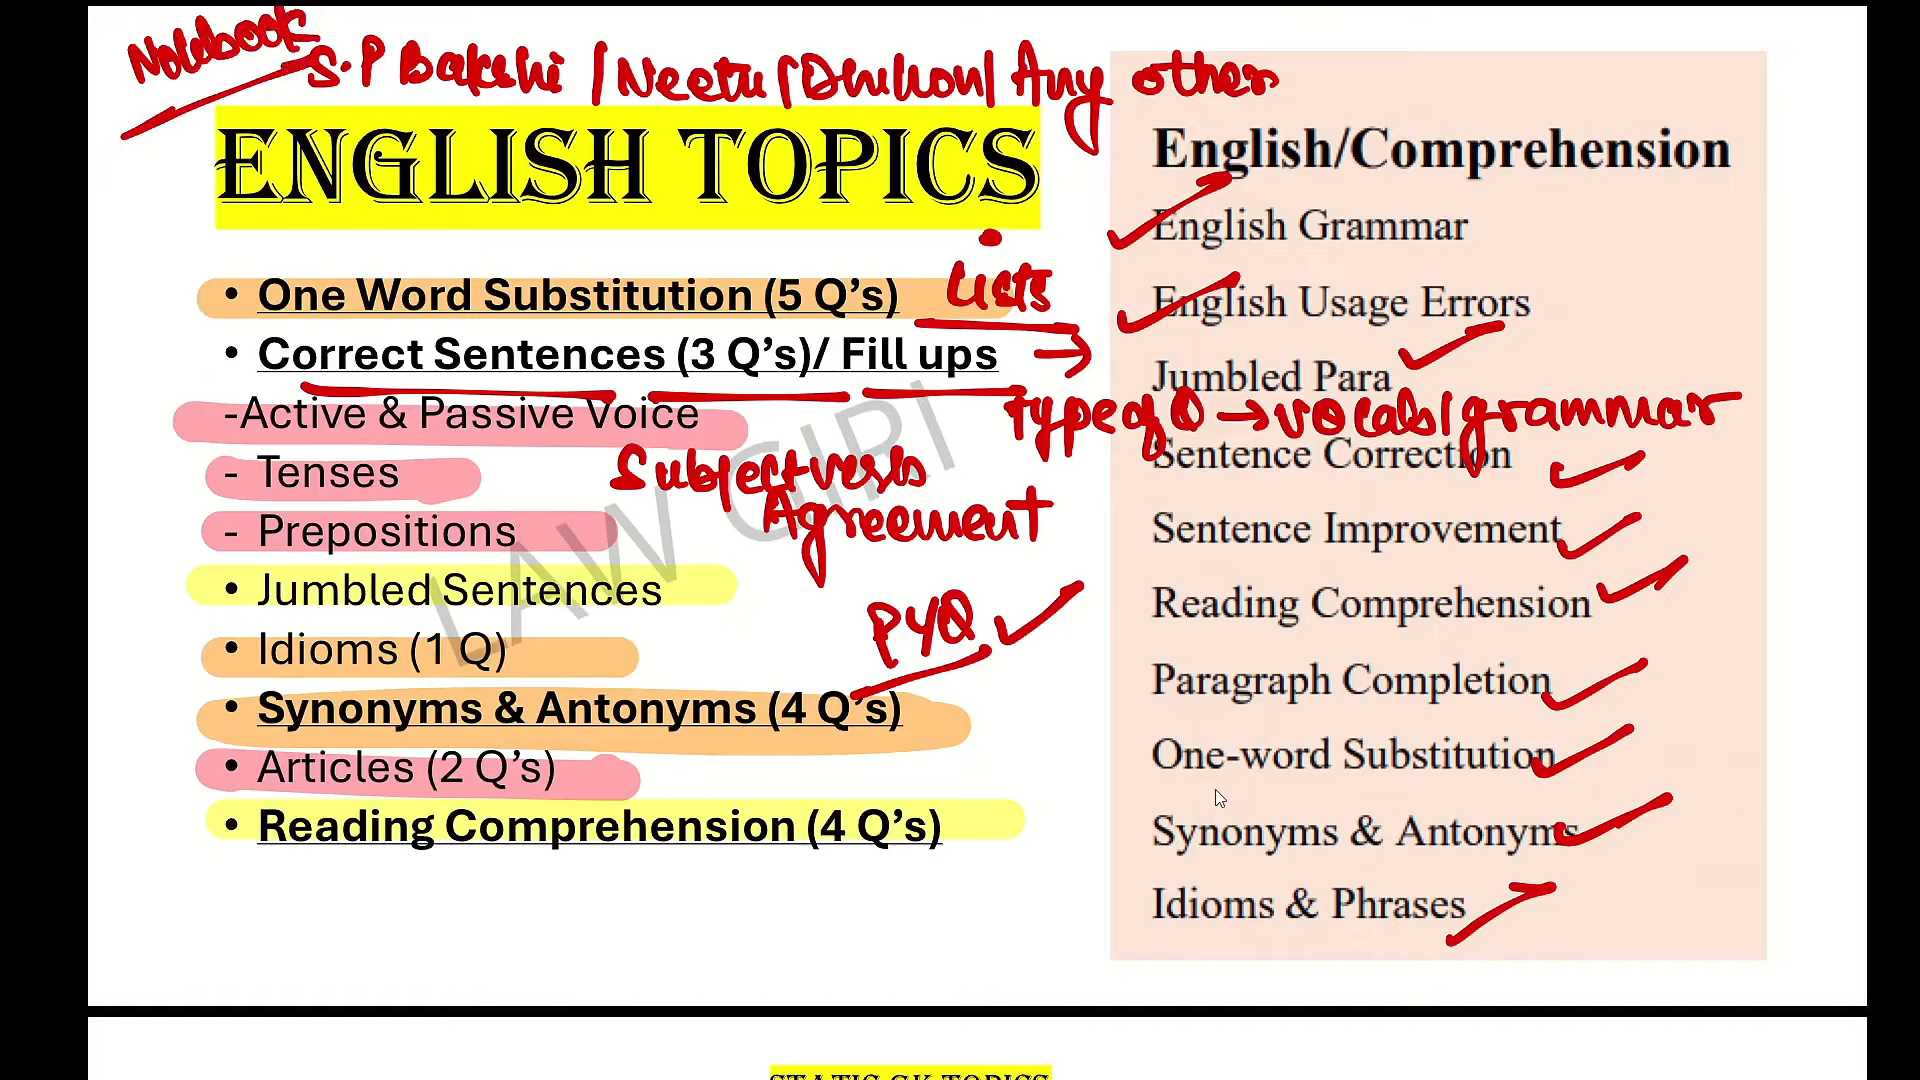 Notebook
S.P Bakshi / Neetu / Dhillon / Any other
ENGLISH TOPICS
• One Word Substitution (5 Q’s)
Lists
• Correct Sentences (3 Q’s)/ Fill ups →
Type of Q → vocab/grammar
-Active & Passive Voice
- Tenses
Subject verb
Agreement
- Prepositions
• Jumbled Sentences
PYQ
• Idioms (1 Q)
• Synonyms & Antonyms (4 Q’s)
• Articles (2 Q’s)
• Reading Comprehension (4 Q’s)
LAW GIRI
English/Comprehension
English Grammar
English Usage Errors
Jumbled Para
Sentence Correction
Sentence Improvement
Reading Comprehension
Paragraph Completion
One-word Substitution
Synonyms & Antonyms
Idioms & Phrases
STATIC GK TOPICS